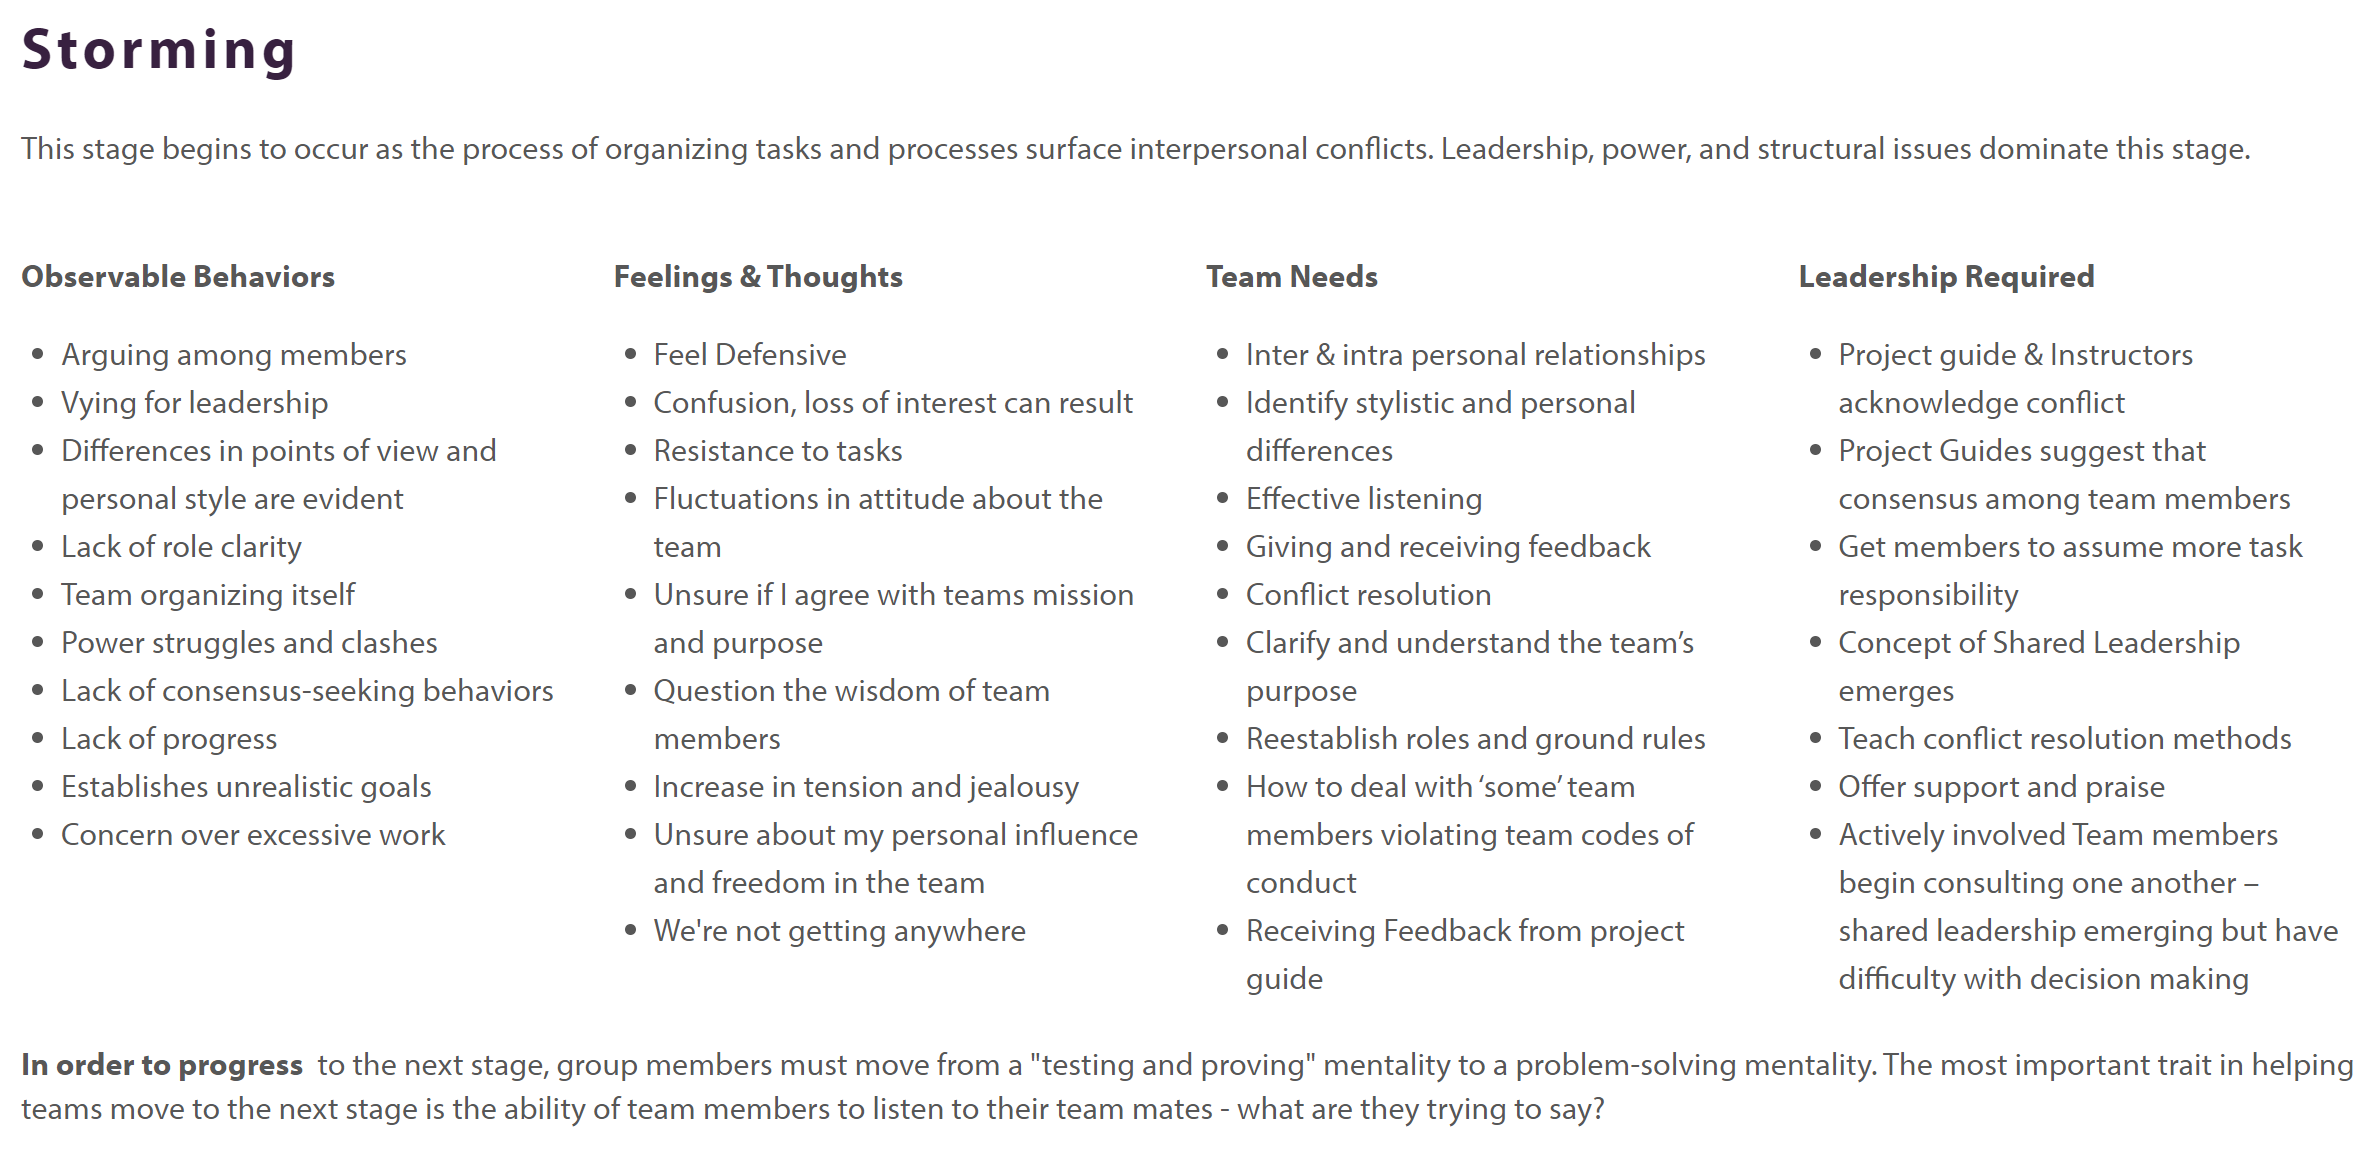 Storming
This stage begins to occur as the process of organizing tasks and processes surface interpersonal conflicts. Leadership, power, and structural issues dominate this stage.
Observable Behaviors
Arguing among members
Vying for leadership
Differences in points of view and
personal style are evident
Lack of role clarity
Team organizing itself
Power struggles and clashes
Lack of consensus-seeking behaviors
Lack of progress
Establishes unrealistic goals
Concern over excessive work
Feelings & Thoughts
Feel Defensive
Confusion, loss of interest can result
Resistance to tasks
Fluctuations in attitude about the
team
Unsure if I agree with teams mission
and purpose
Question the wisdom of team
members
Increase in tension and jealousy
Unsure about my personal influence
and freedom in the team
We're not getting anywhere
Team Needs
Inter & intra personal relationships
Identify stylistic and personal
differences
Effective listening
Giving and receiving feedback
Conflict resolution
Clarify and understand the team’s
purpose
Reestablish roles and ground rules
How to deal with ‘some’ team
members violating team codes of
conduct
Receiving Feedback from project
guide
Leadership Required
Project guide & Instructors
acknowledge conflict
Project Guides suggest that
consensus among team members
Get members to assume more task
responsibility
Concept of Shared Leadership
emerges
Teach conflict resolution methods
Offer support and praise
Actively involved Team members
begin consulting one another –
shared leadership emerging but have
difficulty with decision making
In order to progress to the next stage, group members must move from a "testing and proving" mentality to a problem-solving mentality. The most important trait in helping
teams move to the next stage is the ability of team members to listen to their team mates - what are they trying to say?